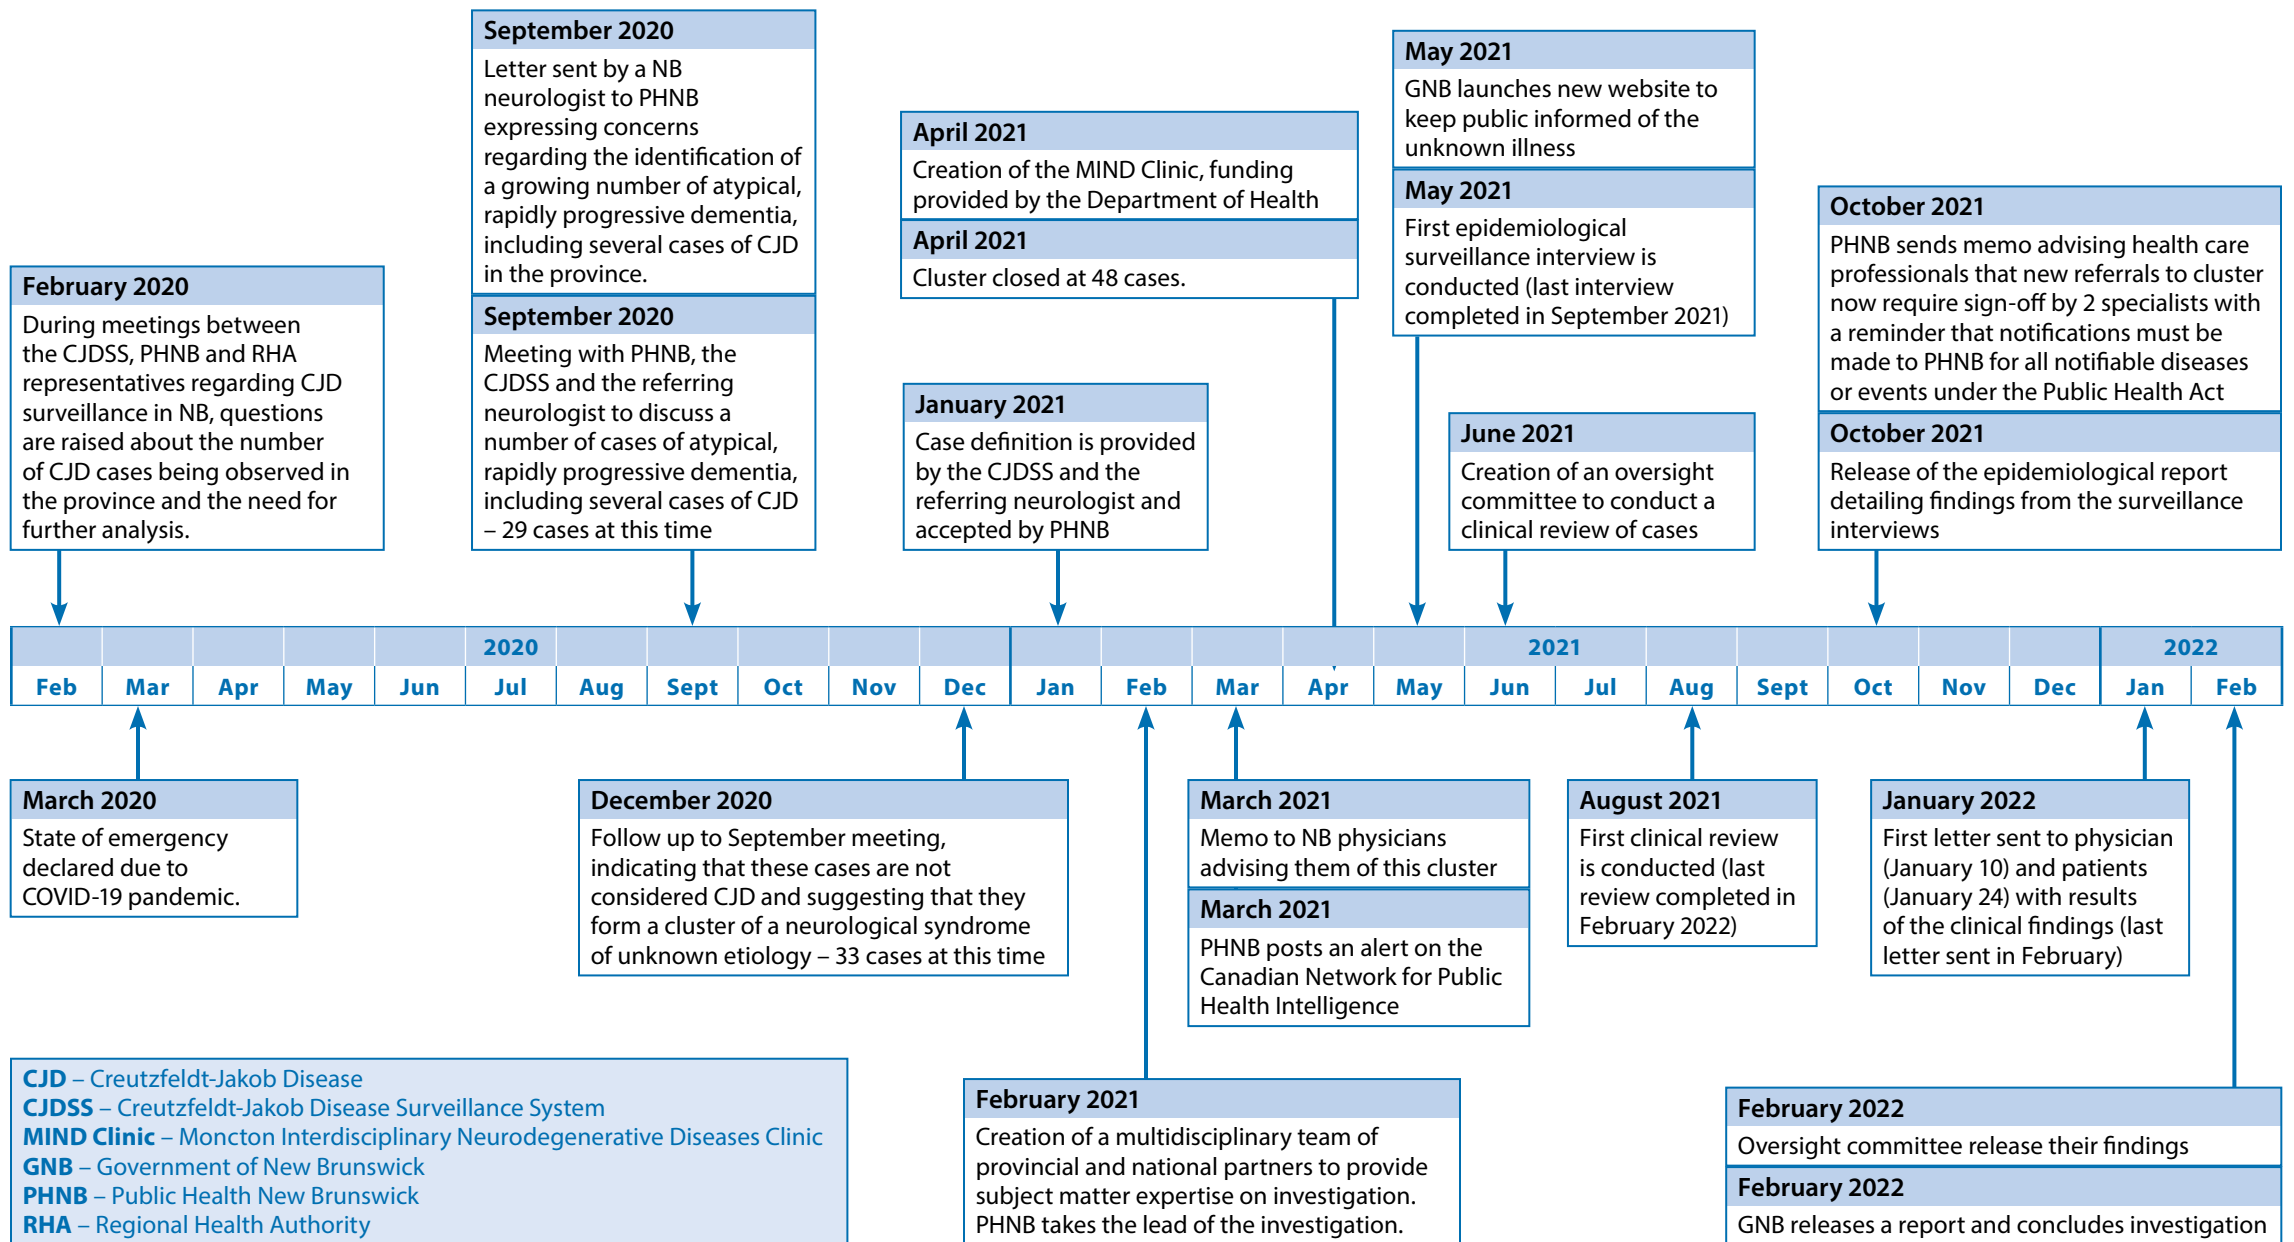 February 2020
During meetings between
the CJDSS, PHNB and RHA
representatives regarding CJD
surveillance in NB, questions
are raised about the number
of CJD cases being observed in
the province and the need for
further analysis.
September 2020
Letter sent by a NB
neurologist to PHNB
expressing concerns
regarding the identification of
a growing number of atypical,
rapidly progressive dementia,
including several cases of CJD
in the province.
September 2020
Meeting with PHNB, the
CJDSS and the referring
neurologist to discuss a
number of cases of atypical,
rapidly progressive dementia,
including several cases of CJD
– 29 cases at this time
April 2021
Creation of the MIND Clinic, funding
provided by the Department of Health
April 2021
Cluster closed at 48 cases.
January 2021
Case definition is provided
by the CJDSS and the
referring neurologist and
accepted by PHNB
May 2021
GNB launches new website to
keep public informed of the
unknown illness
May 2021
First epidemiological
surveillance interview is
conducted (last interview
completed in September 2021)
June 2021
Creation of an oversight
committee to conduct a
clinical review of cases
October 2021
PHNB sends memo advising health care
professionals that new referrals to cluster
now require sign-off by 2 specialists with
a reminder that notifications must be
made to PHNB for all notifiable diseases
or events under the Public Health Act
October 2021
Release of the epidemiological report
detailing findings from the surveillance
interviews
2020 2021 2022
Feb Mar Apr May Jun Jul Aug Sept Oct Nov Dec Jan Feb Mar Apr May Jun Jul Aug Sept Oct Nov Dec Jan Feb
March 2020
State of emergency
declared due to
COVID-19 pandemic.
December 2020
Follow up to September meeting,
indicating that these cases are not
considered CJD and suggesting that they
form a cluster of a neurological syndrome
of unknown etiology – 33 cases at this time
March 2021
Memo to NB physicians
advising them of this cluster
March 2021
PHNB posts an alert on the
Canadian Network for Public
Health Intelligence
August 2021
First clinical review
is conducted (last
review completed in
February 2022)
January 2022
First letter sent to physician
(January 10) and patients
(January 24) with results
of the clinical findings (last
letter sent in February)
CJD – Creutzfeldt-Jakob Disease
CJDSS – Creutzfeldt-Jakob Disease Surveillance System
MIND Clinic – Moncton Interdisciplinary Neurodegenerative Diseases Clinic
GNB – Government of New Brunswick
PHNB – Public Health New Brunswick
RHA – Regional Health Authority
February 2021
Creation of a multidisciplinary team of
provincial and national partners to provide
subject matter expertise on investigation.
PHNB takes the lead of the investigation.
February 2022
Oversight committee release their findings
February 2022
GNB releases a report and concludes investigation